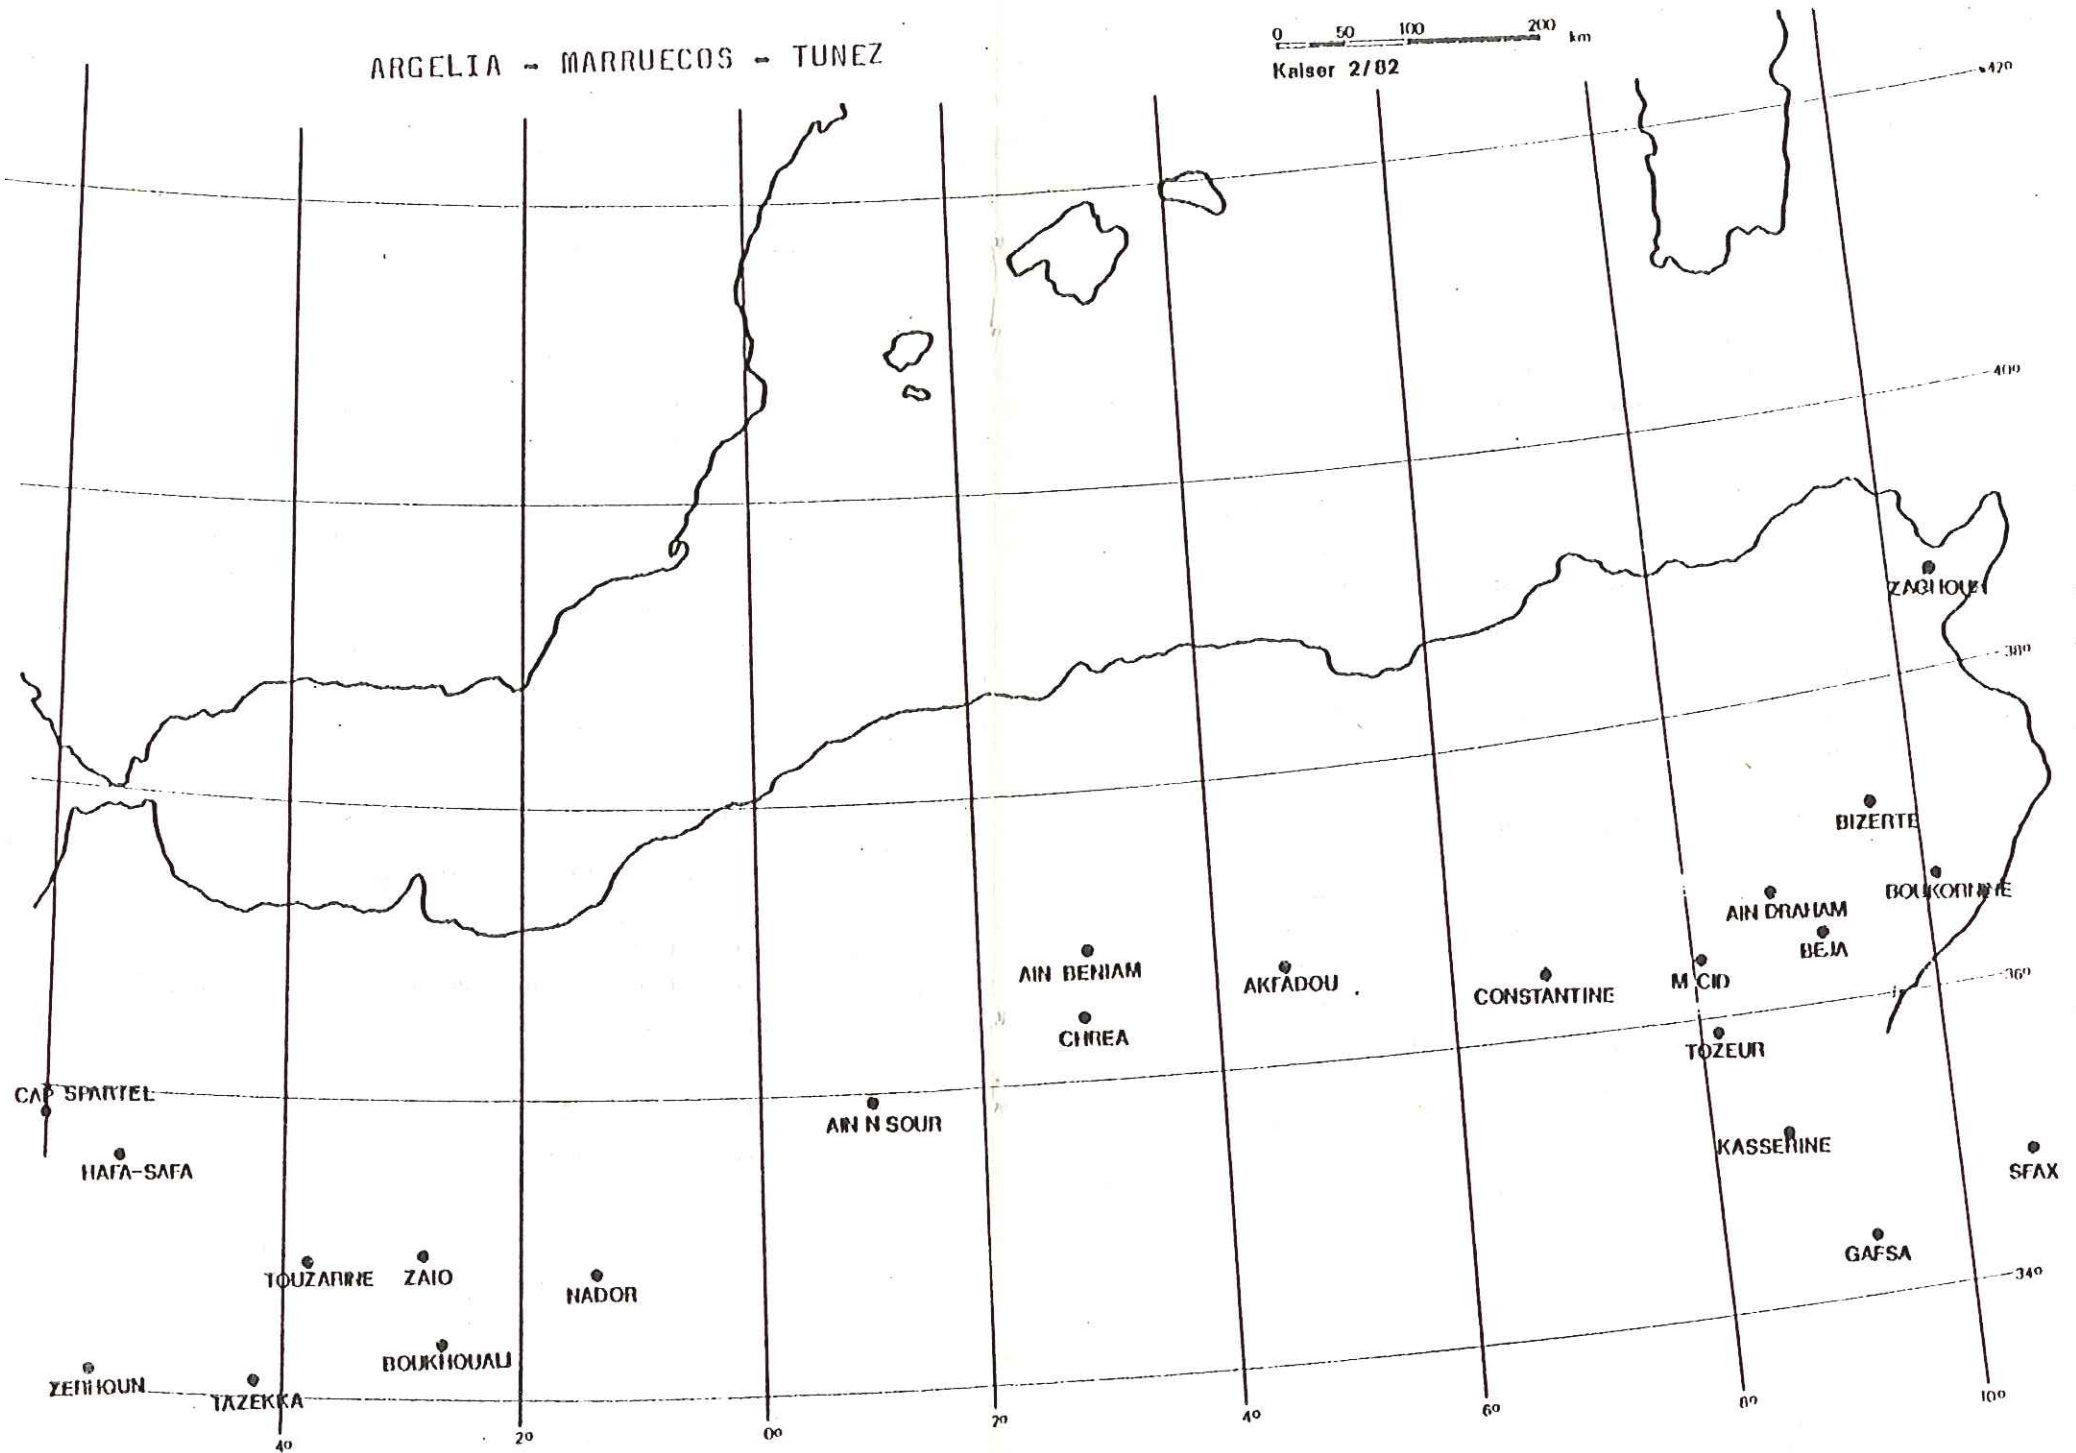 ARGELIA - MARRUECOS - TUNEZ
0 50 100 200 km
Kaiser 2/82
42º
40º
ZAGHOUN
38º
BIZERTE
BOUKORNINE
AIN DRAHAM
BEJA
AIN BENIAM
AKFADOU
CONSTANTINE
M CID
36º
CHREA
TOZEUR
CAP SPARTEL
AIN N SOUR
KASSERINE
HAFA-SAFA
SFAX
TOUZARINE
ZAIO
NADOR
GAFSA
34º
BOUKHOUALI
ZERHOUN
TAZEKKA
4º 2º 0º 2º 4º 6º 8º 10º